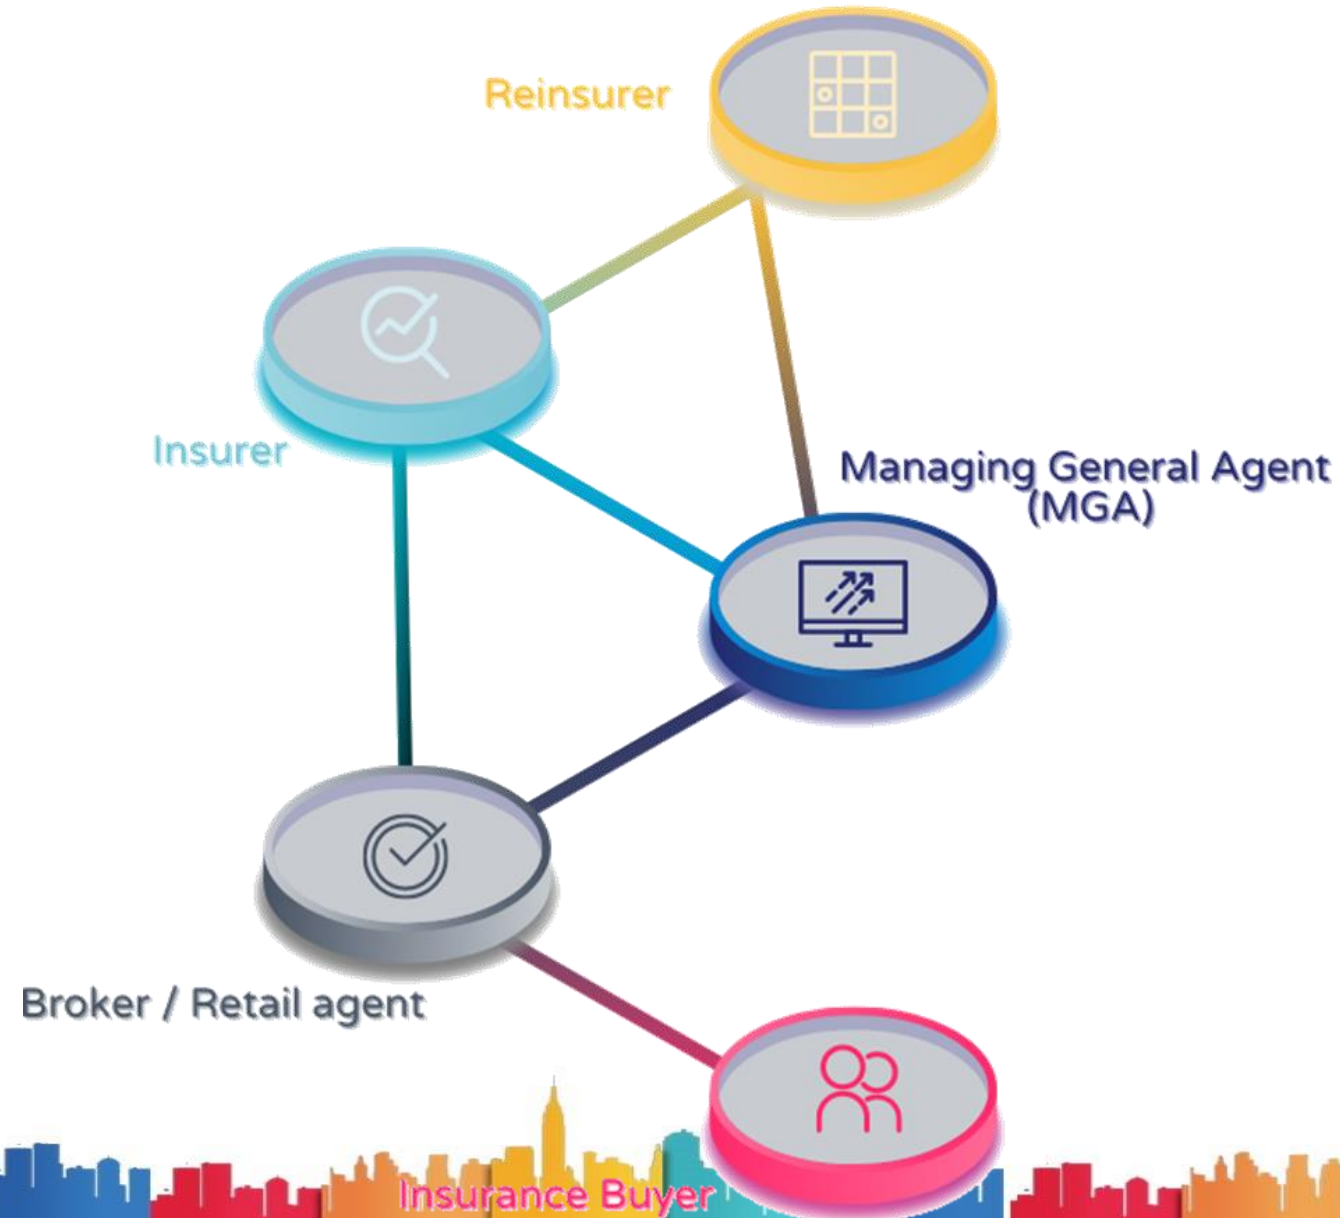 Reinsurer
Insurer
Managing General Agent
(MGA)
Broker / Retail agent
Insurance Buyer